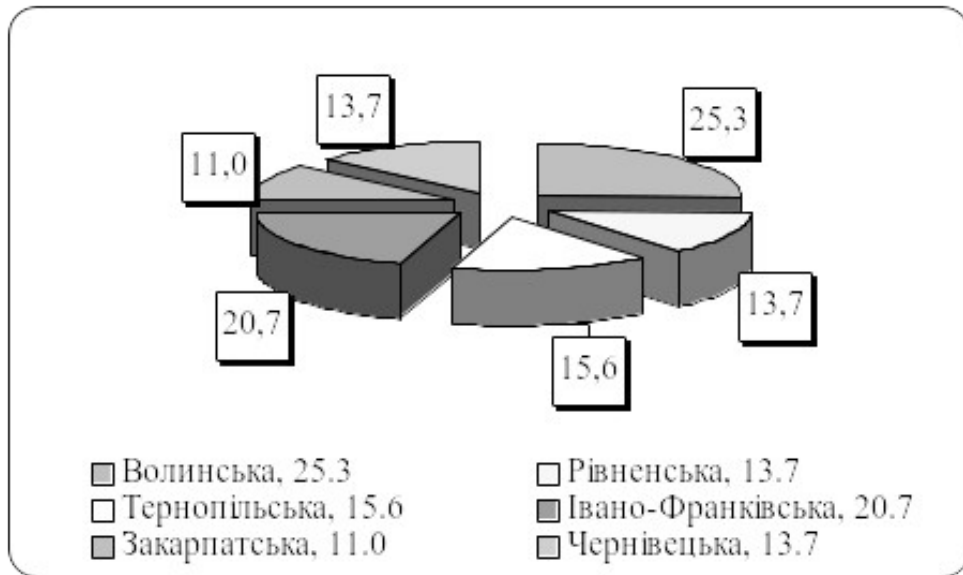 13,7
25,3
11,0
20,7
15,6
13,7
Волинська, 25.3
Рівненська, 13.7
Тернопільська, 15.6
Івано-Франківська, 20.7
Закарпатська, 11.0
Чернівецька, 13.7